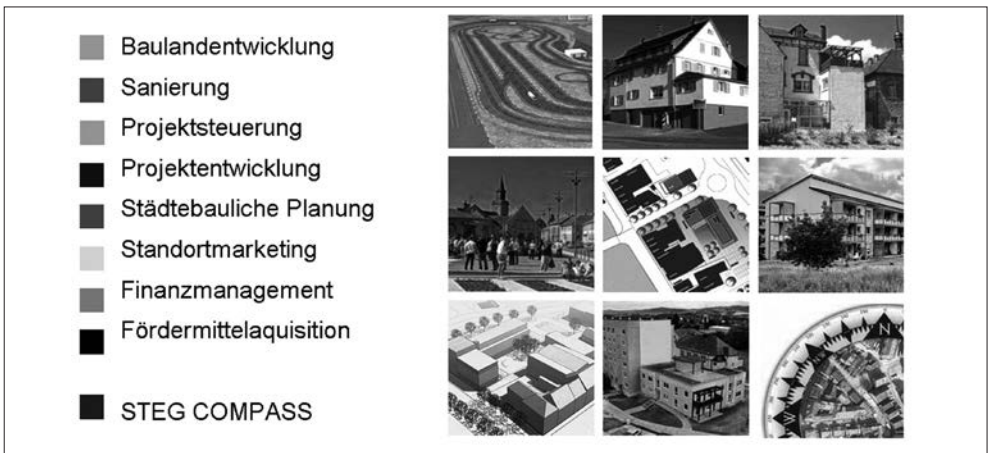 Baulandentwicklung
Sanierung
Projektsteuerung
Projektentwicklung
Städtebauliche Planung
Standortmarketing
Finanzmanagement
Fördermittelaquisition
STEG COMPASS
N
W